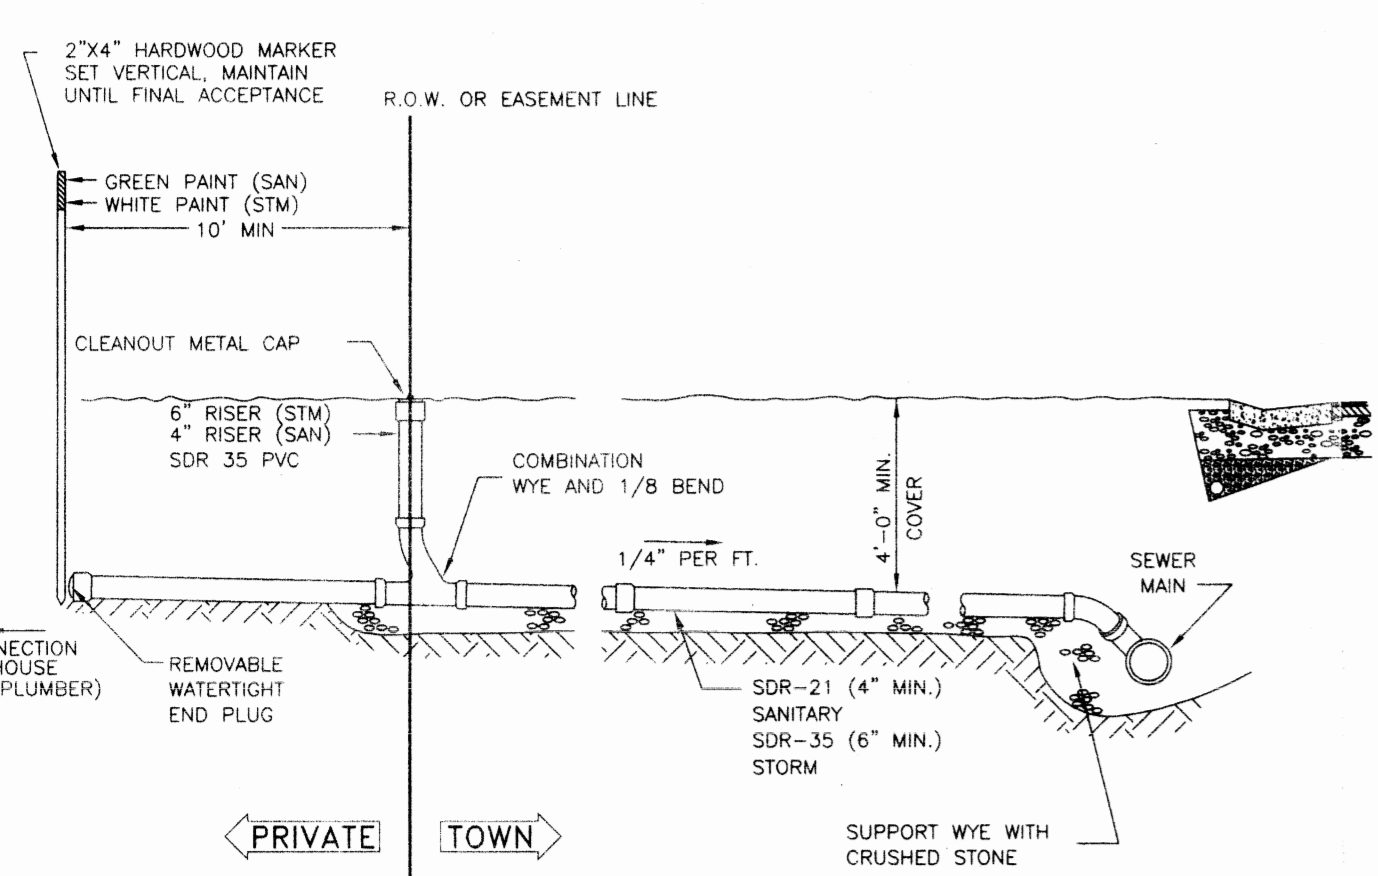 2"X4" HARDWOOD MARKER
SET VERTICAL, MAINTAIN
UNTIL FINAL ACCEPTANCE
R.O.W. OR EASEMENT LINE
GREEN PAINT (SAN)
WHITE PAINT (STM)
10' MIN
CLEANOUT METAL CAP
6" RISER (STM)
4" RISER (SAN)
SDR 35 PVC
COMBINATION
WYE AND 1/8 BEND
4'-0" MIN.
COVER
1/4" PER FT.
SEWER
MAIN
NECTION
HOUSE
PLUMBER)
REMOVABLE
WATERTIGHT
END PLUG
SDR-21 (4" MIN.)
SANITARY
SDR-35 (6" MIN.)
STORM
PRIVATE
TOWN
SUPPORT WYE WITH
CRUSHED STONE